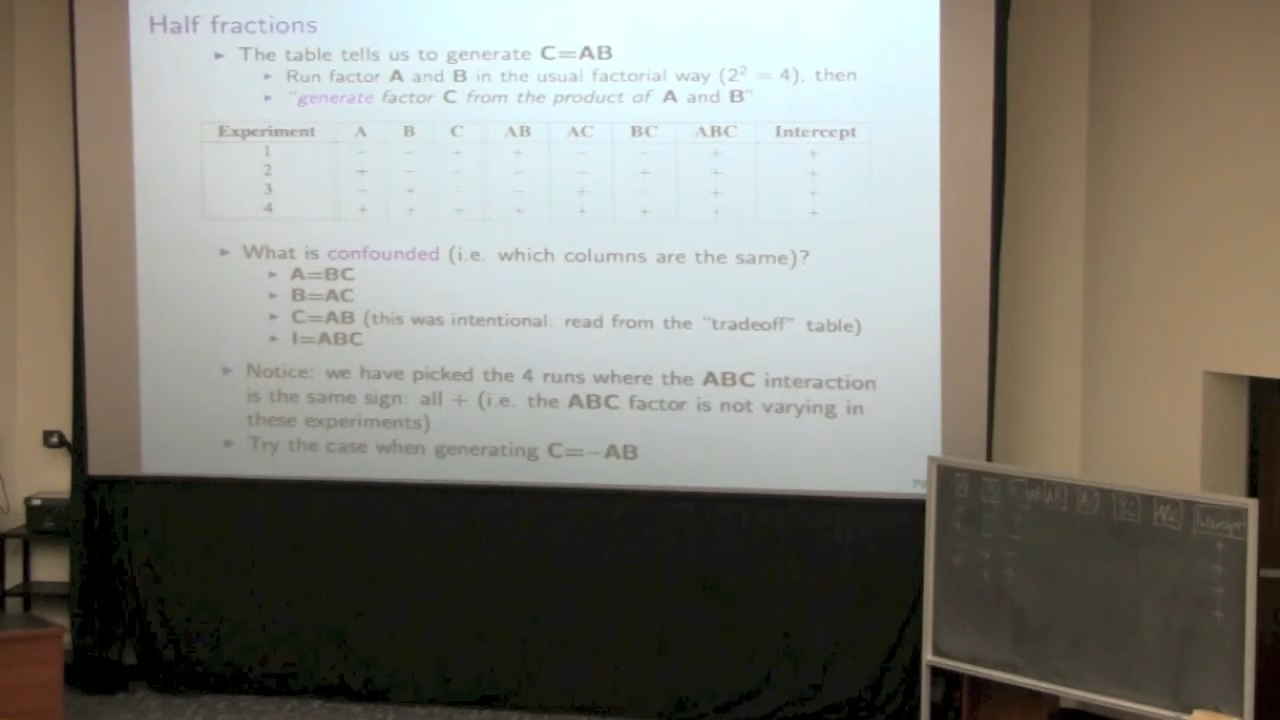 Half fractions
► The table tells us to generate C=AB
► Run factor A and B in the usual factorial way (2² = 4), then
► "generate factor C from the product of A and B"
Experiment A B C AB AC BC ABC Intercept
1 − − + + − − + +
2 + − − − − + + +
3 − + − − + − + +
4 + + + + + + + +
► What is confounded (i.e. which columns are the same)?
► A=BC
► B=AC
► C=AB (this was intentional: read from the "tradeoff" table)
► I=ABC
► Notice: we have picked the 4 runs where the ABC interaction
is the same sign: all + (i.e. the ABC factor is not varying in
these experiments)
► Try the case when generating C=−AB
BC ABC Intercept